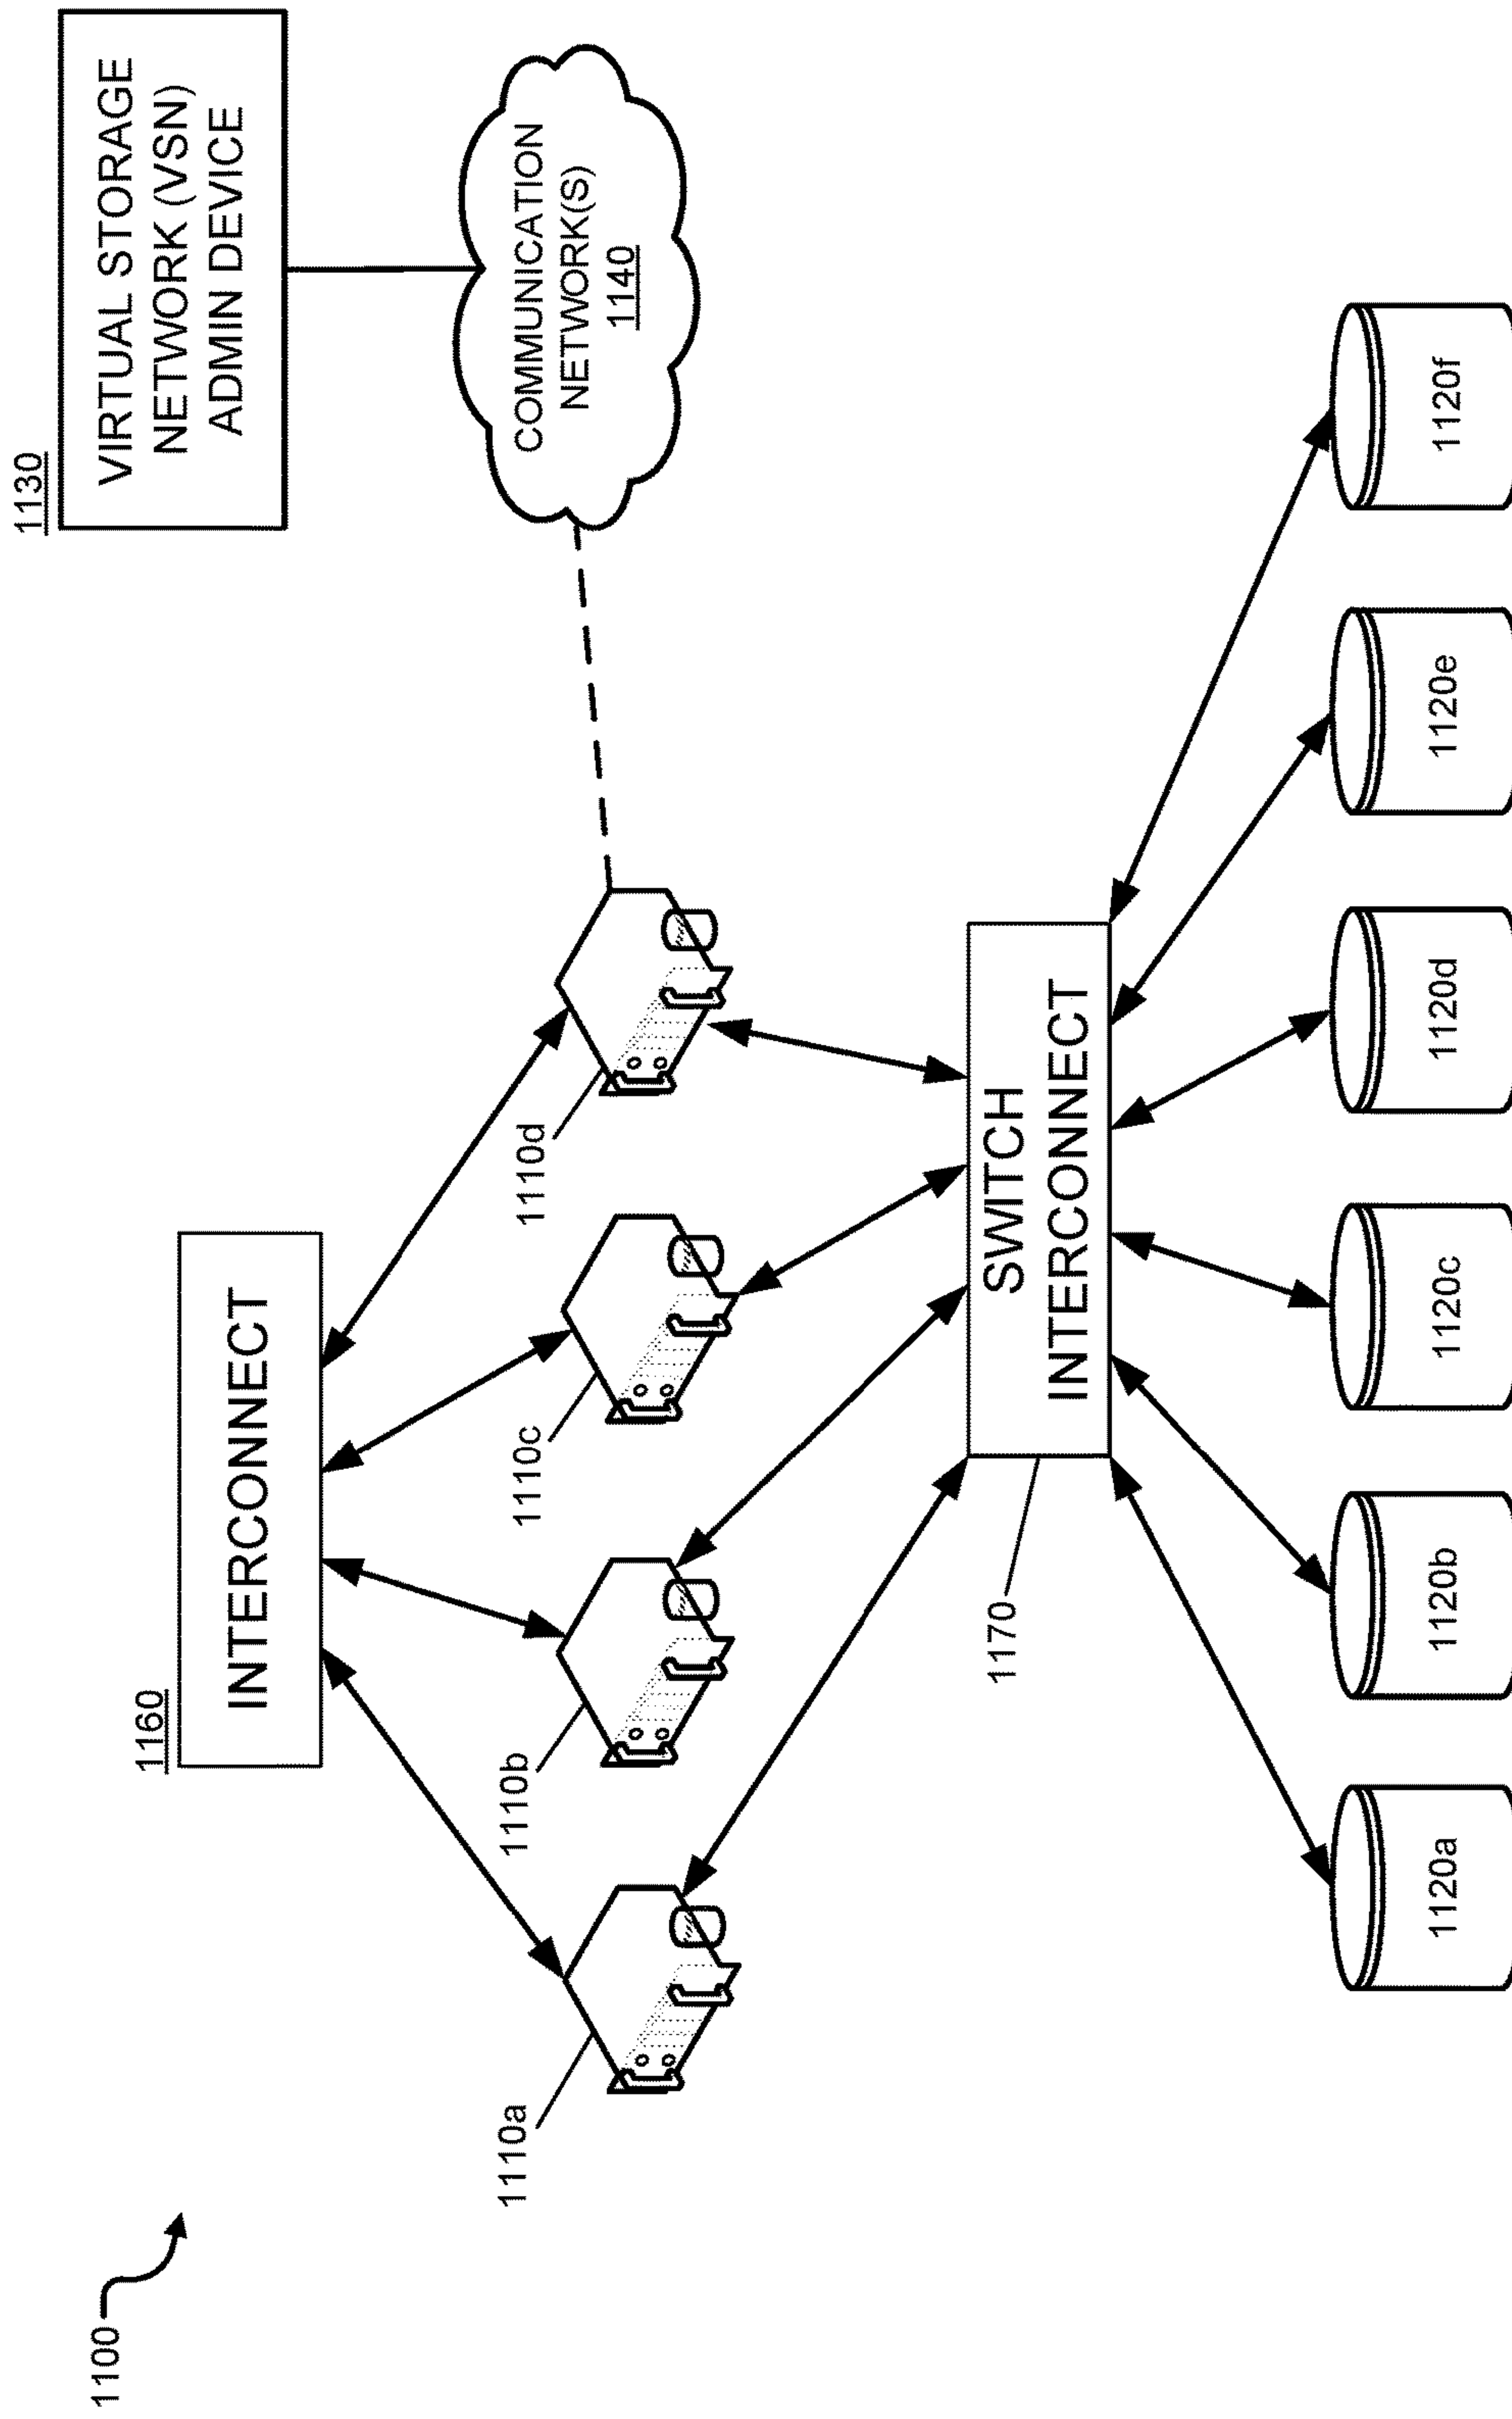 1100
1160
INTERCONNECT
1130
VIRTUAL STORAGE
NETWORK (VSN)
ADMIN DEVICE
COMMUNICATION
NETWORK(S)
1140
1110a
1110b
1110c
1110d
1170
SWITCH
INTERCONNECT
1120a
1120b
1120c
1120d
1120e
1120f